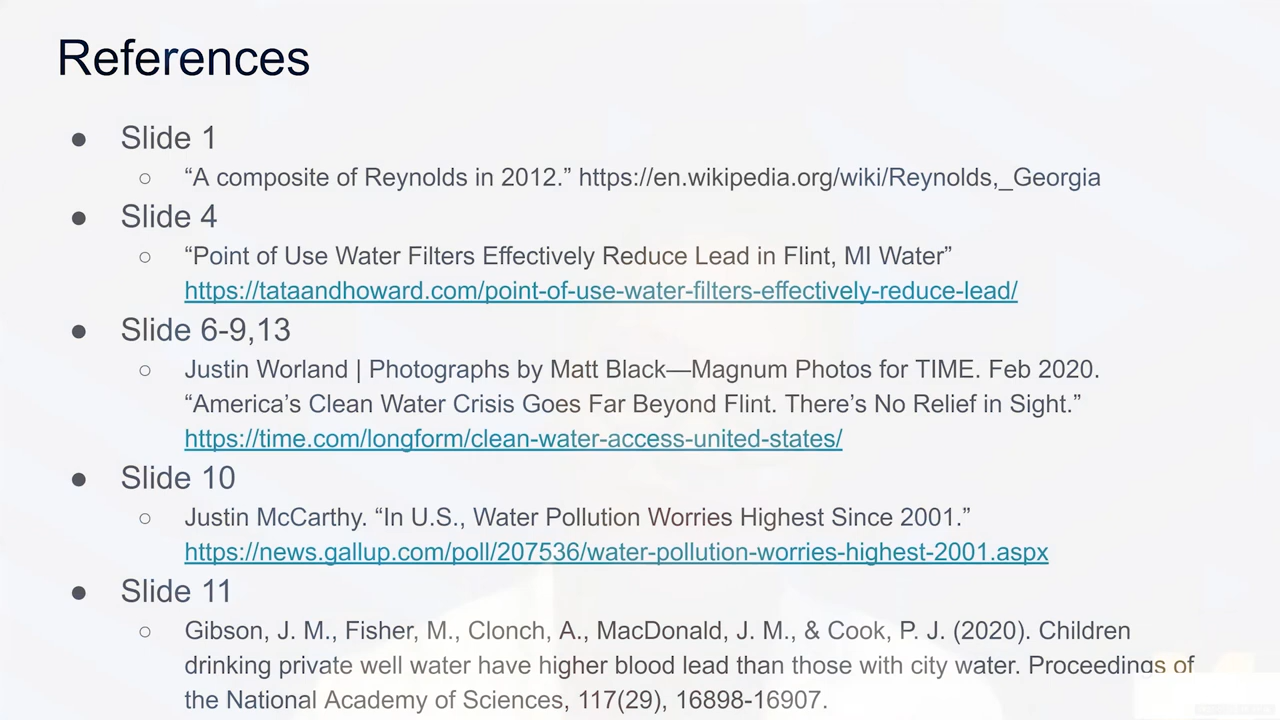 References
● Slide 1
○ “A composite of Reynolds in 2012.” https://en.wikipedia.org/wiki/Reynolds,_Georgia
● Slide 4
○ “Point of Use Water Filters Effectively Reduce Lead in Flint, MI Water”
https://tataandhoward.com/point-of-use-water-filters-effectively-reduce-lead/
● Slide 6-9,13
○ Justin Worland | Photographs by Matt Black—Magnum Photos for TIME. Feb 2020.
“America’s Clean Water Crisis Goes Far Beyond Flint. There’s No Relief in Sight.”
https://time.com/longform/clean-water-access-united-states/
● Slide 10
○ Justin McCarthy. “In U.S., Water Pollution Worries Highest Since 2001.”
https://news.gallup.com/poll/207536/water-pollution-worries-highest-2001.aspx
● Slide 11
○ Gibson, J. M., Fisher, M., Clonch, A., MacDonald, J. M., & Cook, P. J. (2020). Children
drinking private well water have higher blood lead than those with city water. Proceedings of
the National Academy of Sciences, 117(29), 16898-16907.